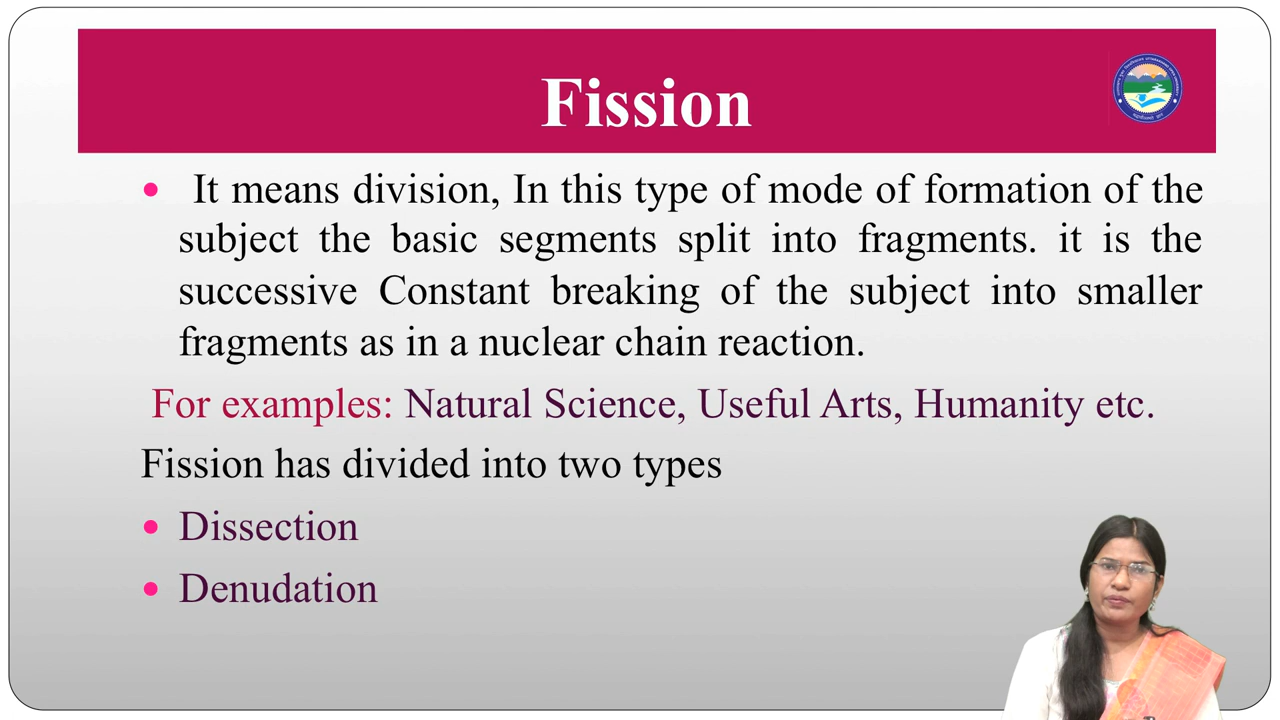 Fission
It means division, In this type of mode of formation of the
subject the basic segments split into fragments. it is the
successive Constant breaking of the subject into smaller
fragments as in a nuclear chain reaction.
For examples: Natural Science, Useful Arts, Humanity etc.
Fission has divided into two types
Dissection
Denudation